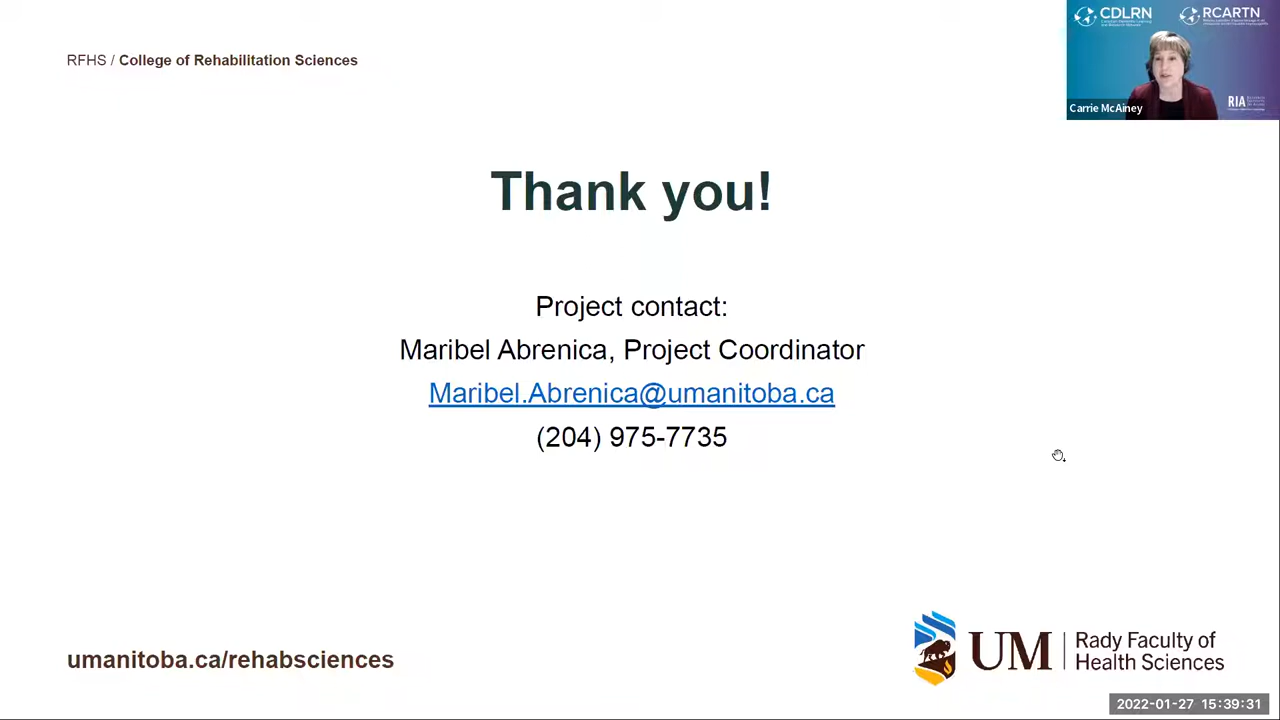 RFHS / College of Rehabilitation Sciences
CDLRN
RCARTN
RIA
Carrie McAiney
Thank you!
Project contact:
Maribel Abrenica, Project Coordinator
Maribel.Abrenica@umanitoba.ca
(204) 975-7735
umanitoba.ca/rehabsciences
UM
Rady Faculty of
Health Sciences
2022-01-27 15:39:31